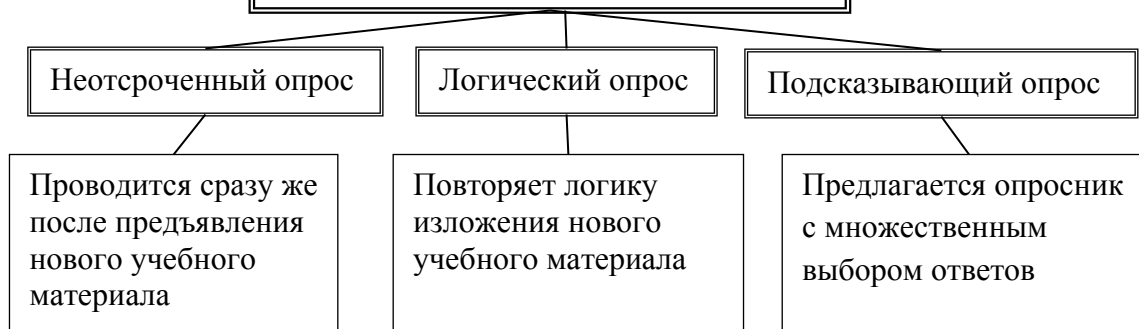 Неотсроченный опрос
Логический опрос
Подсказывающий опрос
Проводится сразу же
после предъявления
нового учебного
материала
Повторяет логику
изложения нового
учебного материала
Предлагается опросник
с множественным
выбором ответов